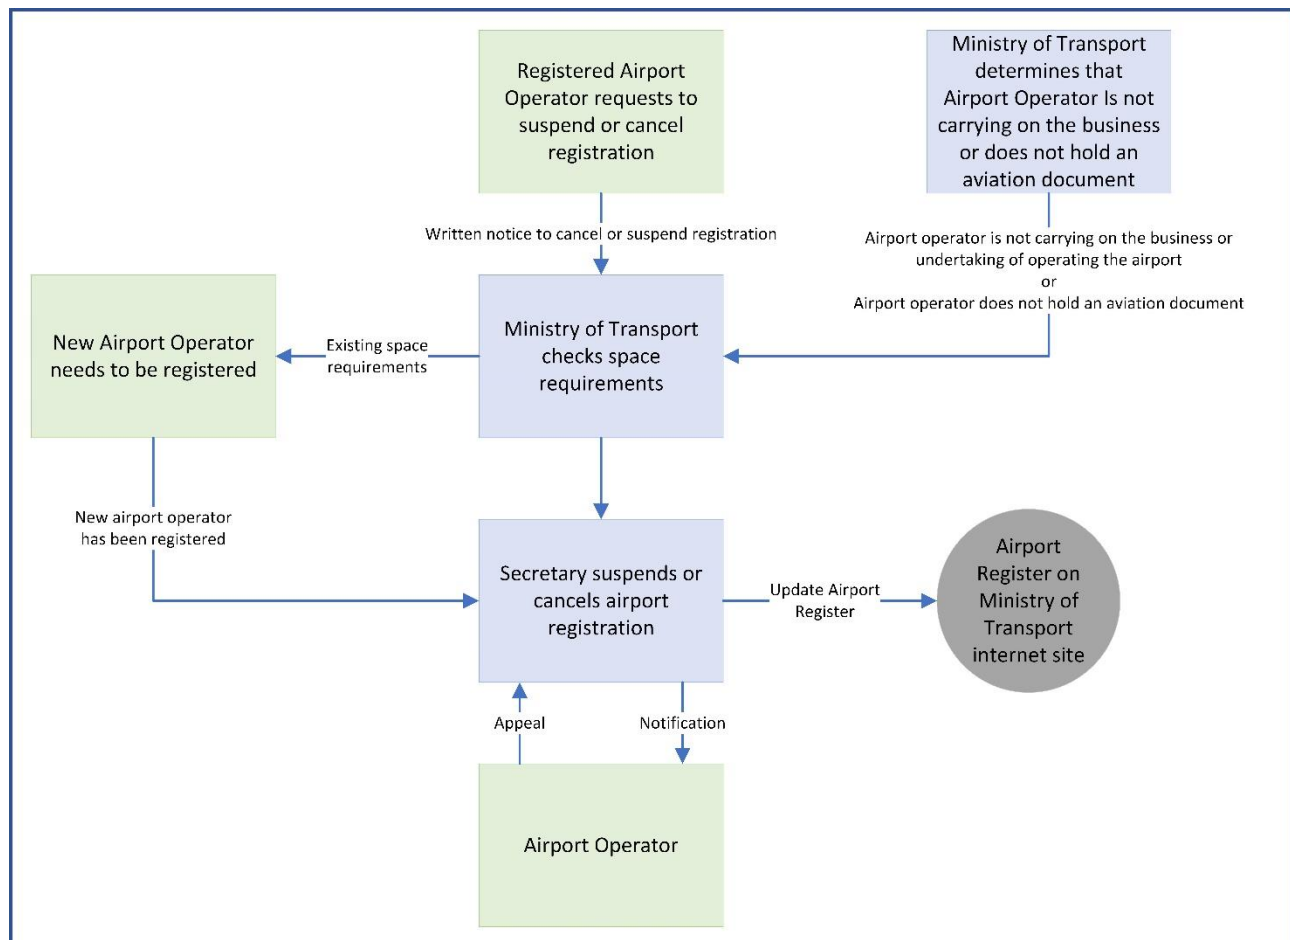 Registered Airport
Operator requests to
suspend or cancel
registration
Ministry of Transport
determines that
Airport Operator Is not
carrying on the business
or does not hold an
aviation document
Written notice to cancel or suspend registration
Airport operator is not carrying on the business or
undertaking of operating the airport
or
Airport operator does not hold an aviation document
New Airport Operator
needs to be registered
Existing space
requirements
Ministry of Transport
checks space
requirements
New airport operator
has been registered
Secretary suspends or
cancels airport
registration
Update Airport
Register
Airport
Register on
Ministry of
Transport
internet site
Appeal
Notification
Airport Operator